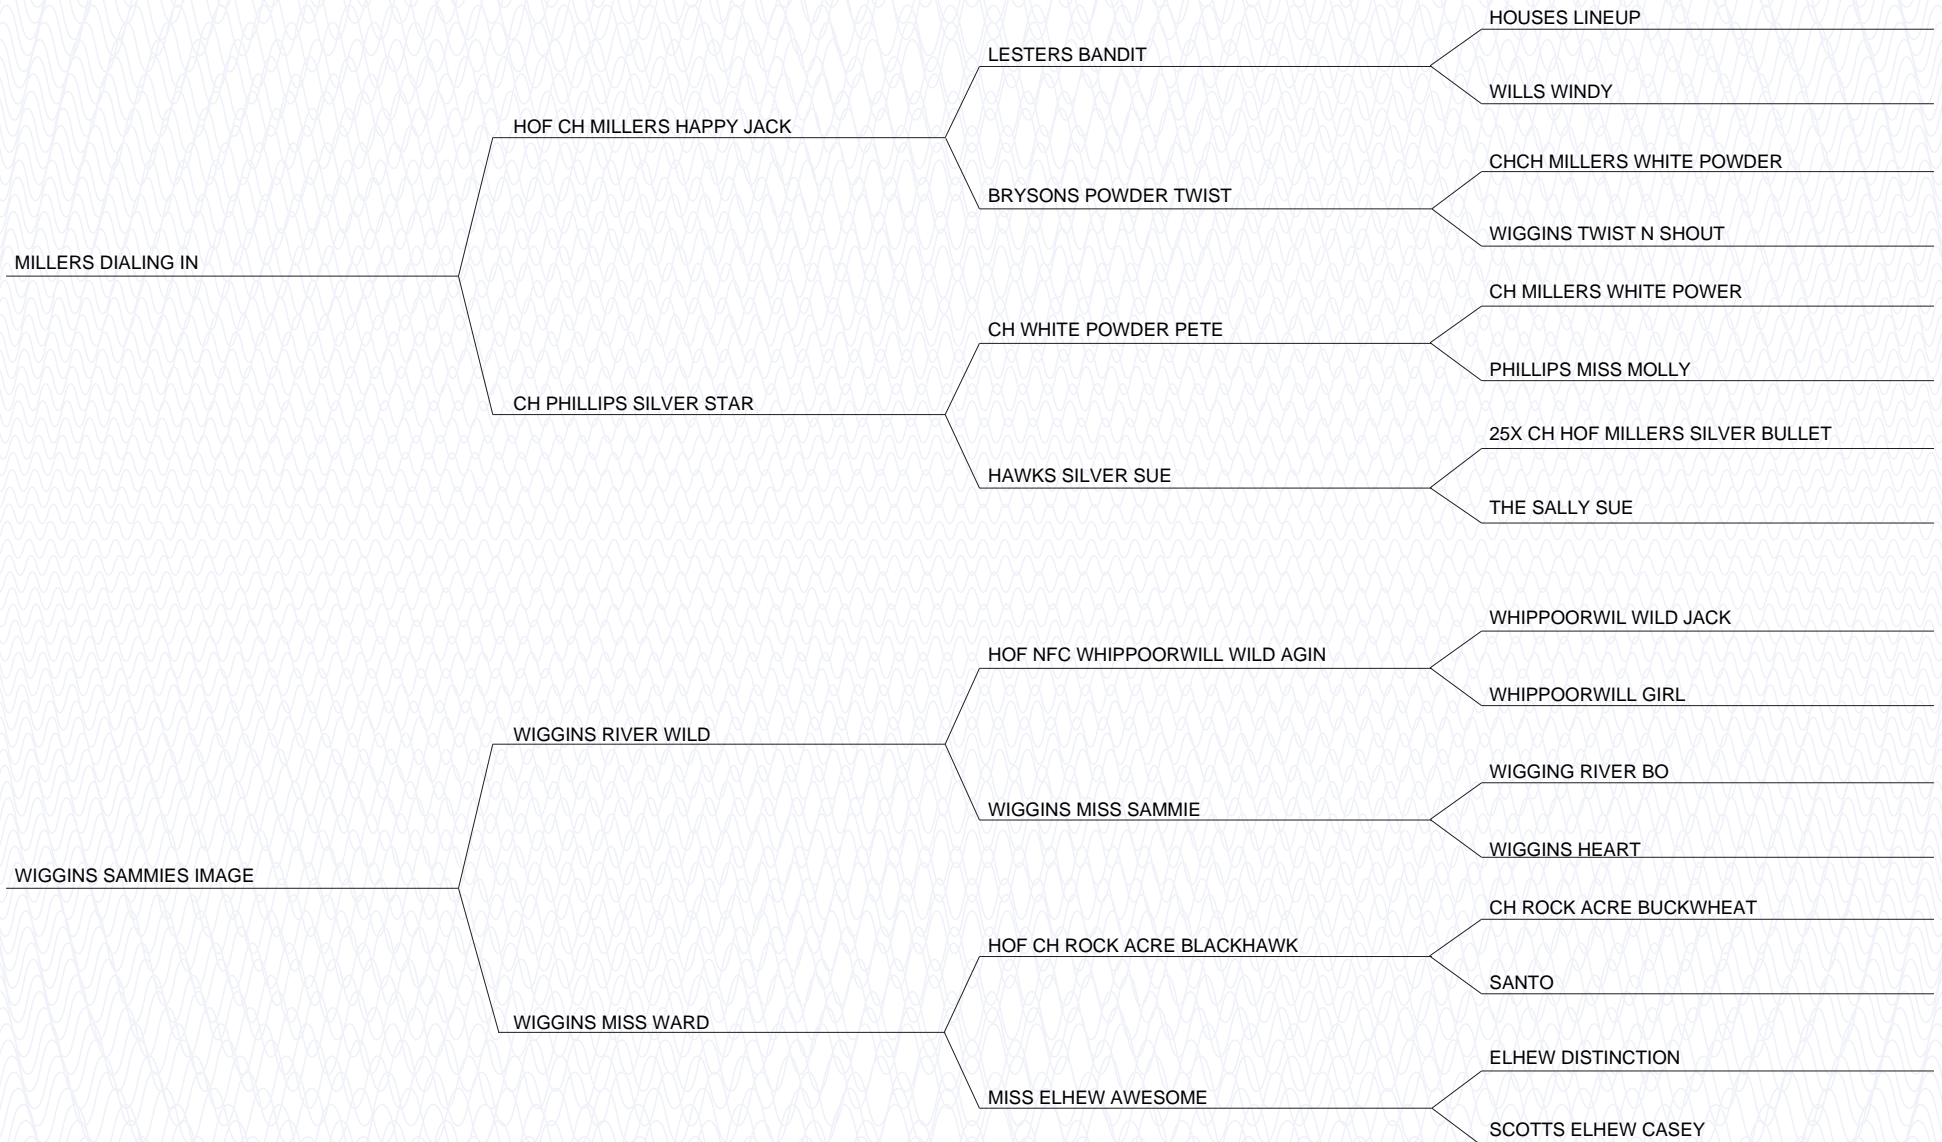 HOUSES LINEUP
LESTERS BANDIT
WILLS WINDY
HOF CH MILLERS HAPPY JACK
CHCH MILLERS WHITE POWDER
BRYSONS POWDER TWIST
WIGGINS TWIST N SHOUT
MILLERS DIALING IN
CH MILLERS WHITE POWER
CH WHITE POWDER PETE
PHILLIPS MISS MOLLY
CH PHILLIPS SILVER STAR
25X CH HOF MILLERS SILVER BULLET
HAWKS SILVER SUE
THE SALLY SUE
WHIPPOORWIL WILD JACK
HOF NFC WHIPPOORWILL WILD AGIN
WHIPPOORWILL GIRL
WIGGINS RIVER WILD
WIGGING RIVER BO
WIGGINS MISS SAMMIE
WIGGINS HEART
WIGGINS SAMMIES IMAGE
CH ROCK ACRE BUCKWHEAT
HOF CH ROCK ACRE BLACKHAWK
SANTO
WIGGINS MISS WARD
ELHEW DISTINCTION
MISS ELHEW AWESOME
SCOTTS ELHEW CASEY